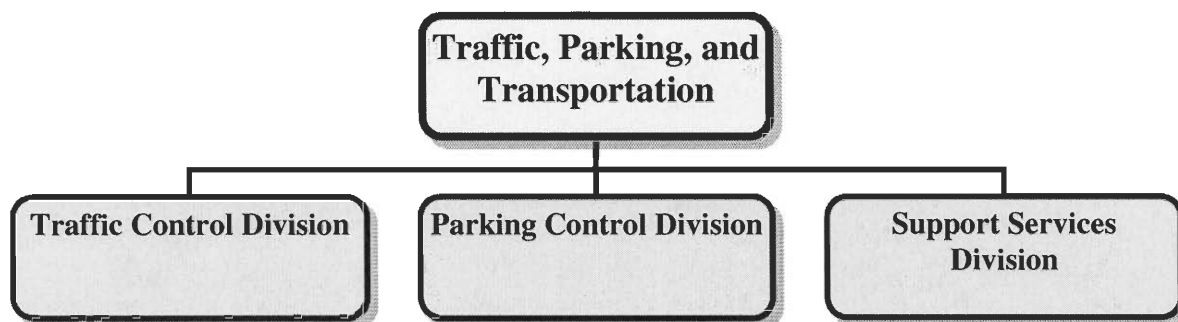 Traffic, Parking, and
Transportation
Traffic Control Division
Parking Control Division
Support Services
Division